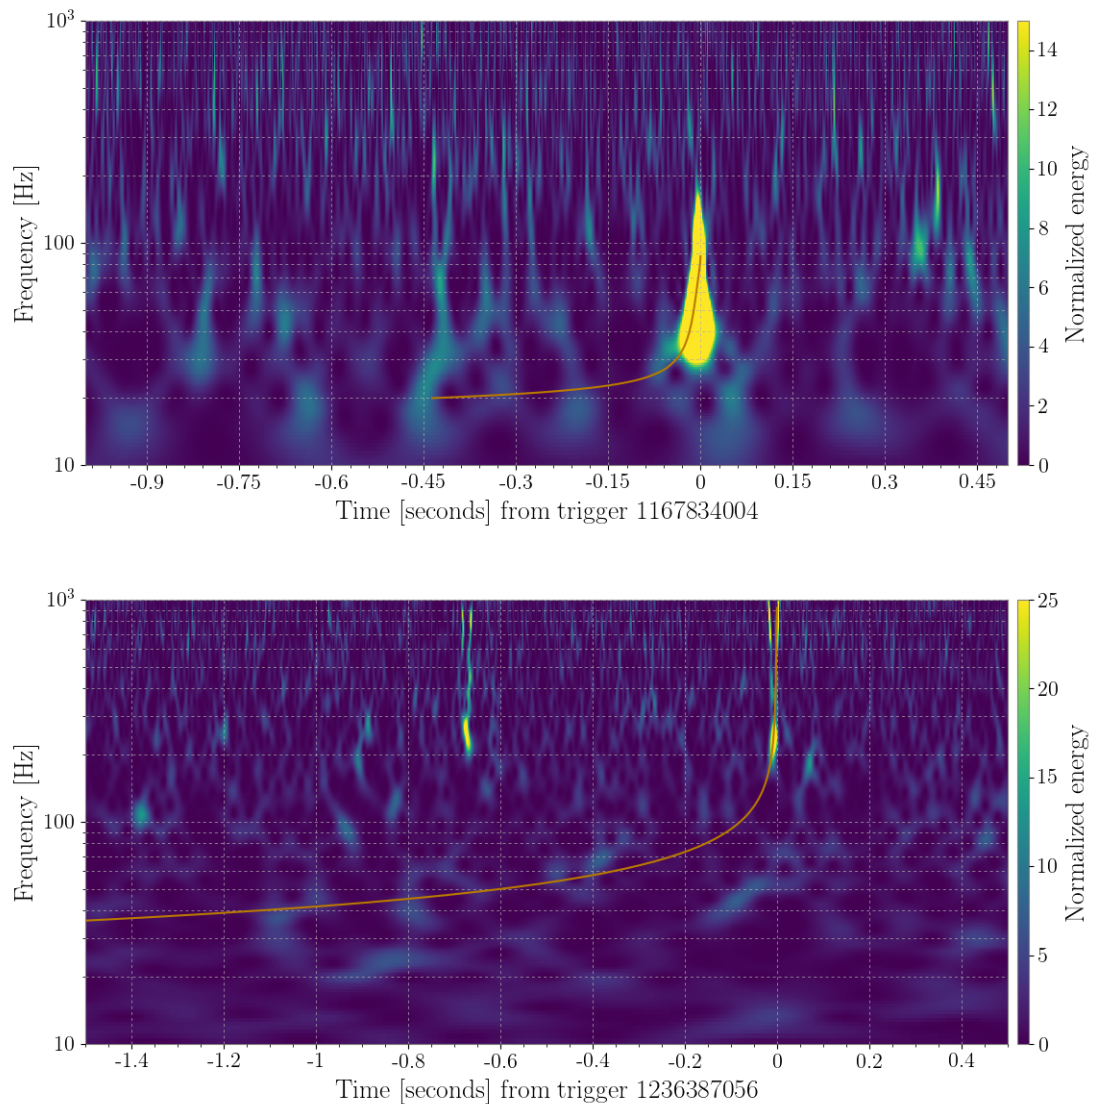 10³
100
10
Frequency [Hz]
-0.9 -0.75 -0.6 -0.45 -0.3 -0.15 0 0.15 0.3 0.45
Time [seconds] from trigger 1167834004
14
12
10
8
6
4
2
0
Normalized energy
10³
100
10
Frequency [Hz]
-1.4 -1.2 -1 -0.8 -0.6 -0.4 -0.2 0 0.2 0.4
Time [seconds] from trigger 1236387056
25
20
15
10
5
0
Normalized energy